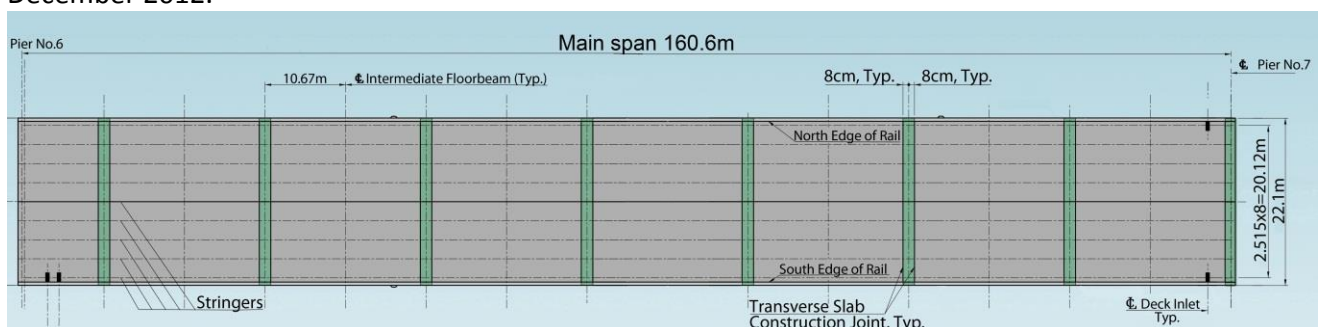 December 2012.
Pier No.6
Main span 160.6m
10.67m
℄ Intermediate Floorbeam (Typ.)
8cm, Typ.
8cm, Typ.
℄ Pier No.7
North Edge of Rail
2.515x8=20.12m
22.1m
South Edge of Rail
Stringers
Transverse Slab
Construction Joint, Typ.
℄ Deck Inlet
Typ.